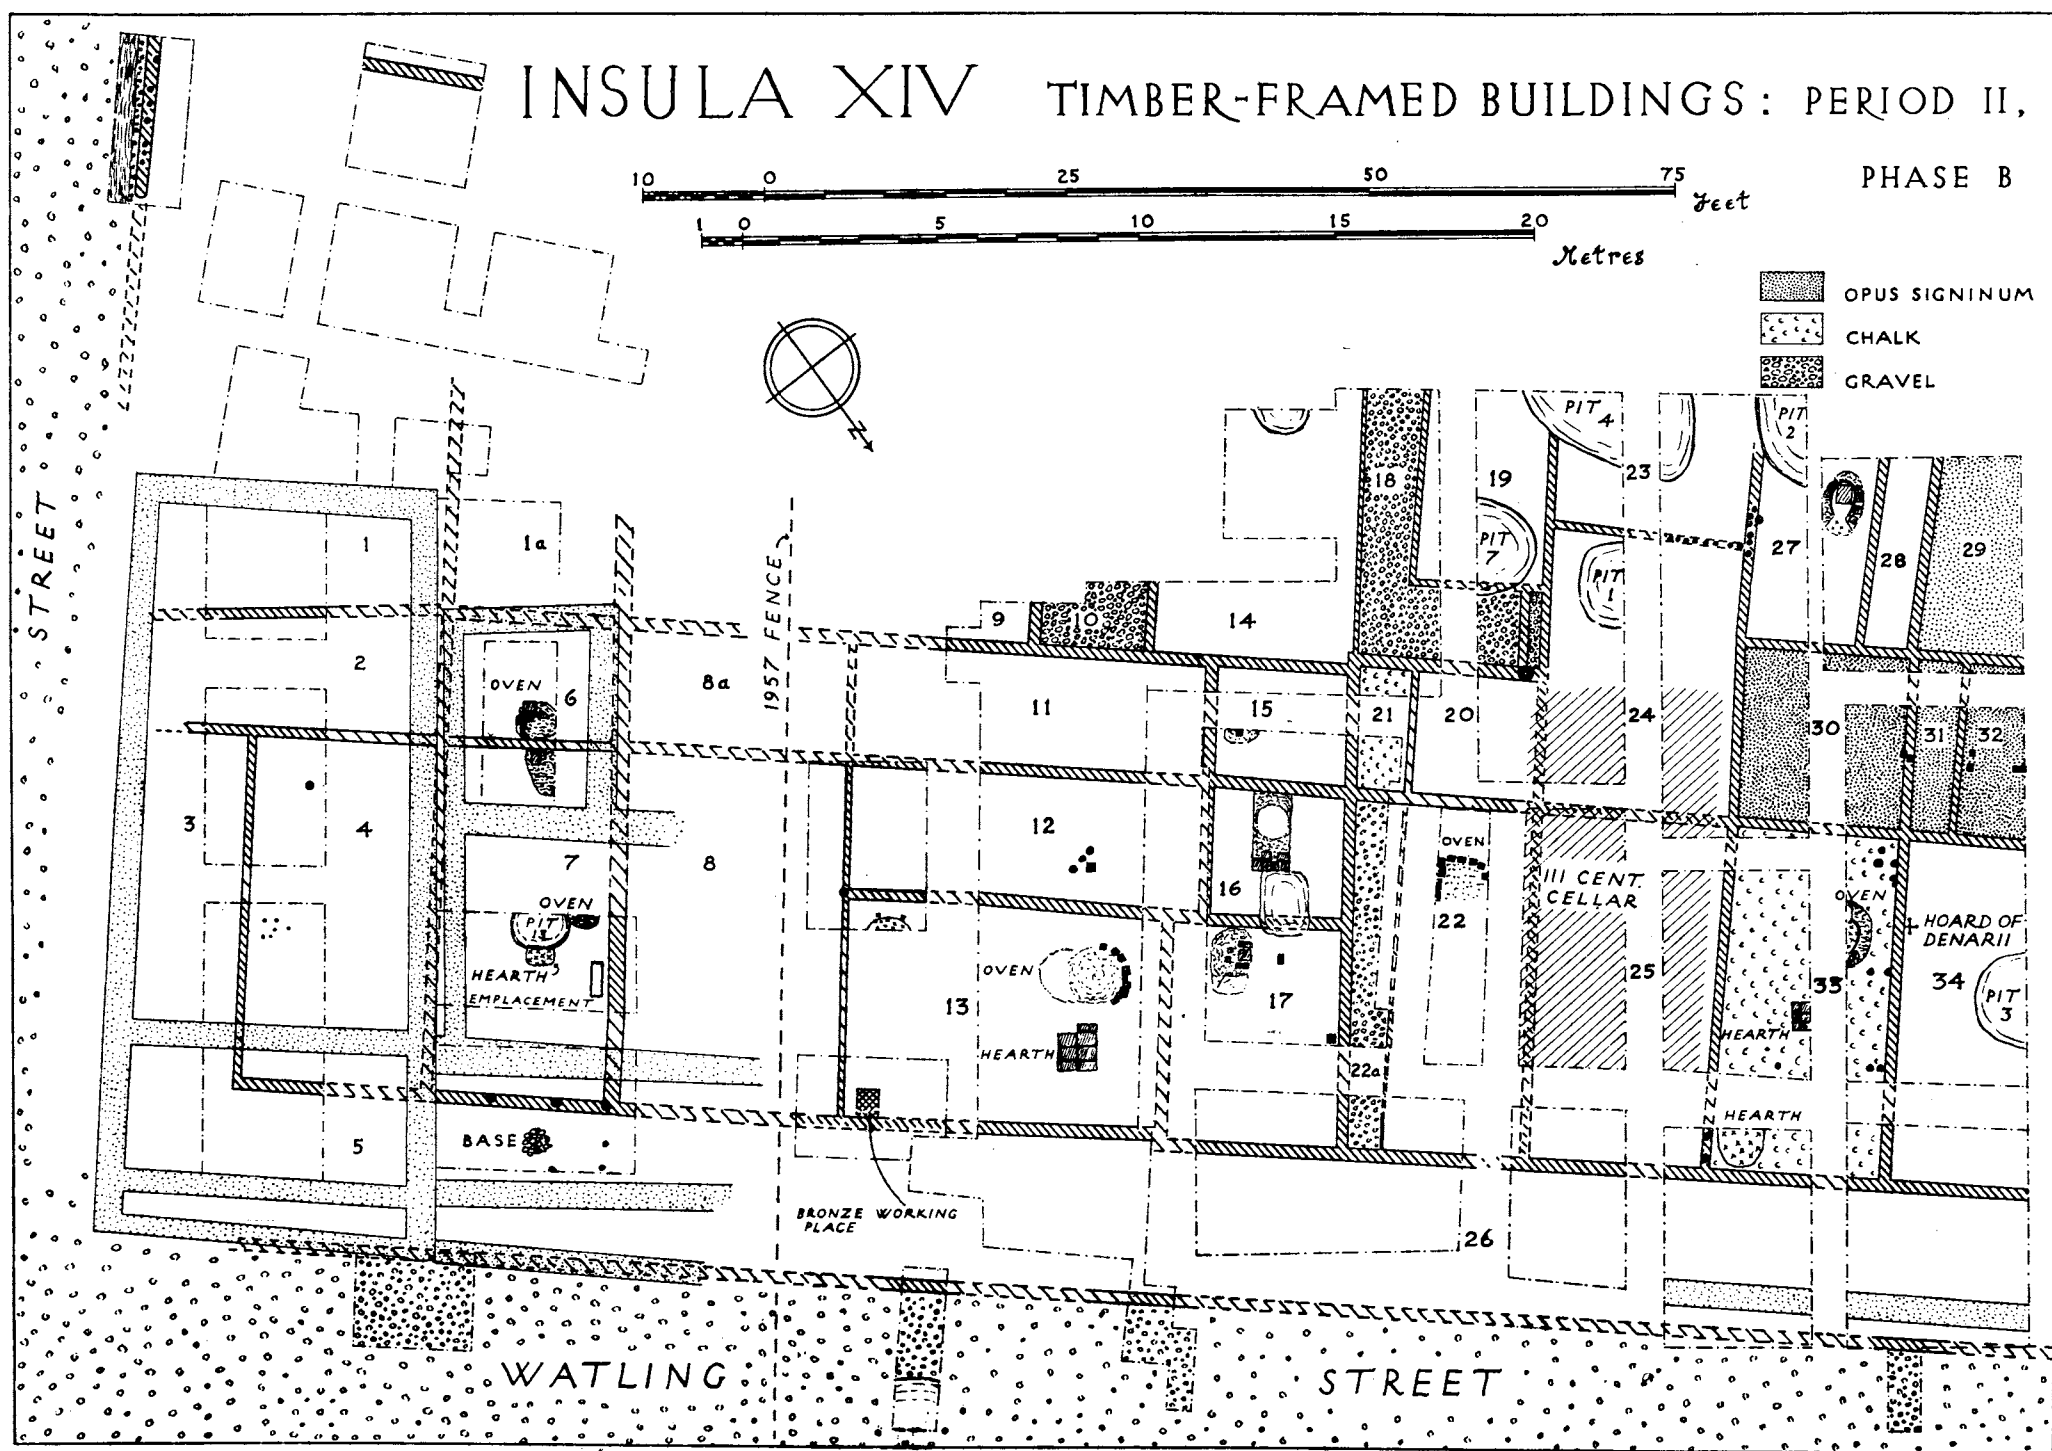 INSULA XIV TIMBER-FRAMED BUILDINGS: PERIOD II,
PHASE B
10 0 25 50 75
Feet
1 0 5 10 15 20
Metres
OPUS SIGNINUM
CHALK
GRAVEL
N
STREET
1957 FENCE
PIT 4
PIT 2
23
18
19
PIT 7
PIT 1
27
28
29
1
1a
2
9
10
14
OVEN
6
8a
11
15
21
20
24
30
31
32
3
4
7
8
12
16
OVEN
22
III CENT.
CELLAR
OVEN
HOARD OF
DENARII
OVEN
PIT
HEARTH
EMPLACEMENT
OVEN
13
17
25
33
34
PIT 3
HEARTH
HEARTH
22a
HEARTH
5
BASE
BRONZE WORKING
PLACE
26
WATLING STREET